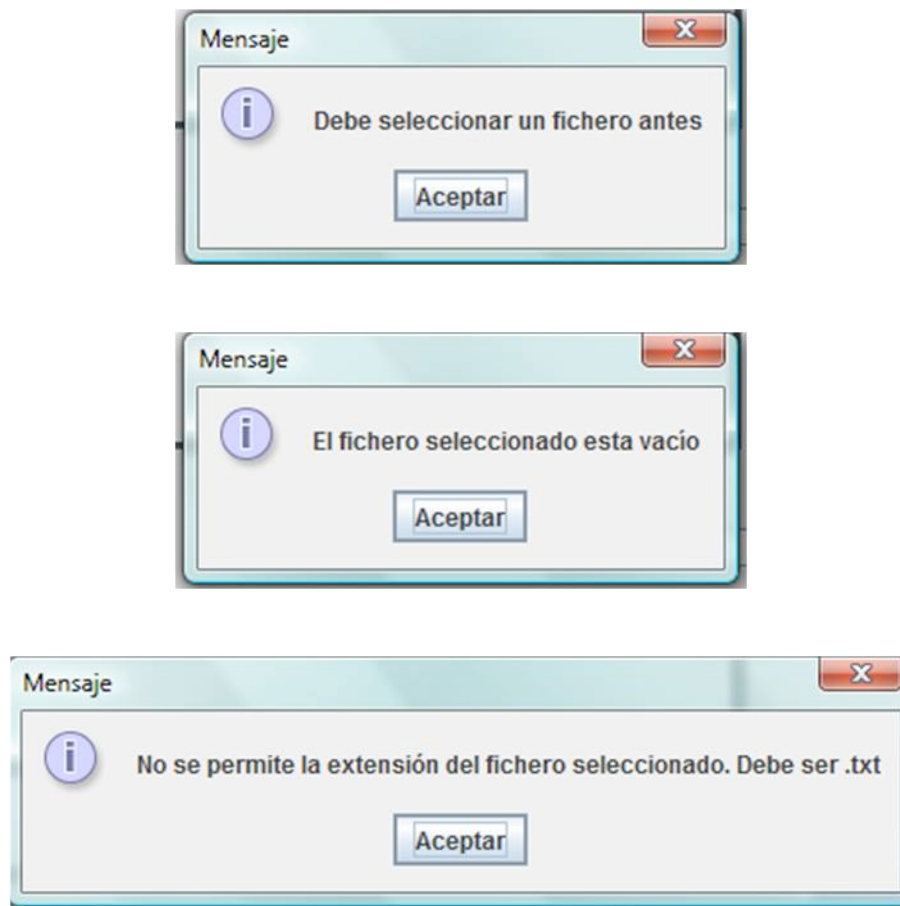 Mensaje
Debe seleccionar un fichero antes
Aceptar
Mensaje
El fichero seleccionado esta vacío
Aceptar
Mensaje
No se permite la extensión del fichero seleccionado. Debe ser .txt
Aceptar